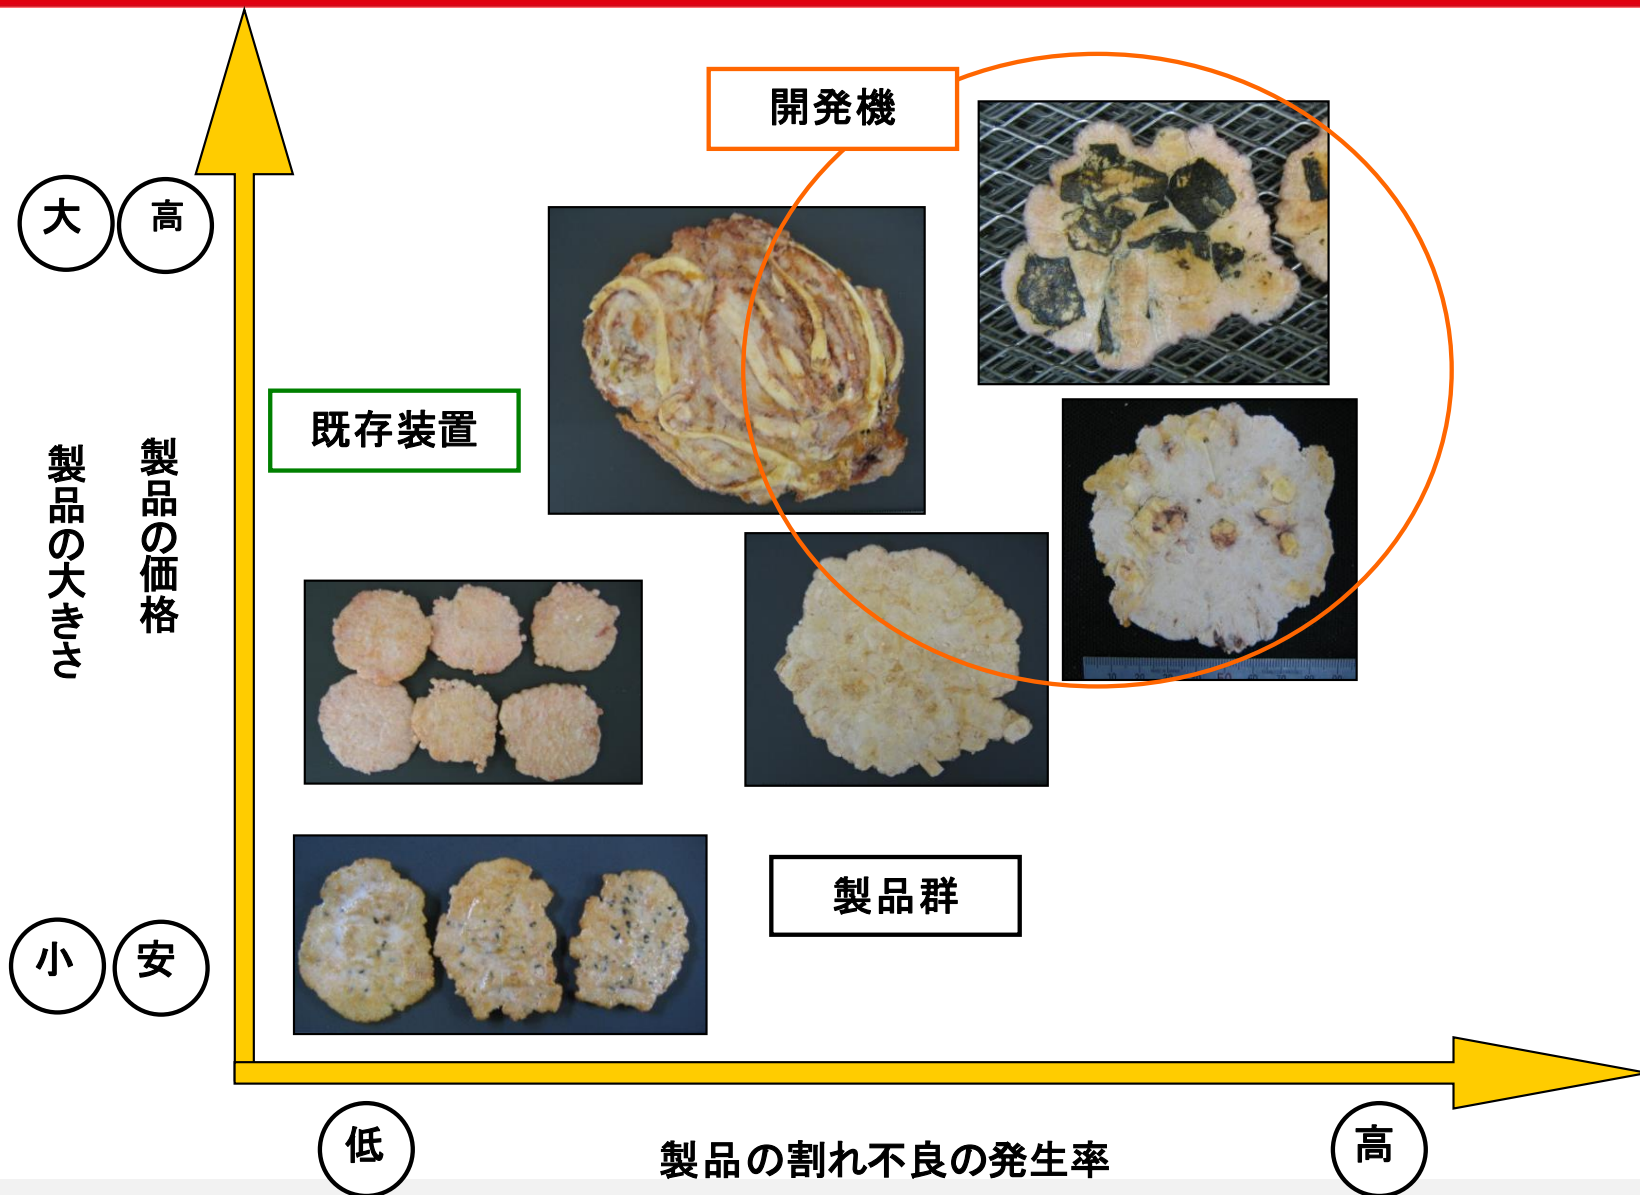 開発機
大
高
既存装置
製品の大きさ
製品の価格
製品群
小
安
低
製品の割れ不良の発生率
高